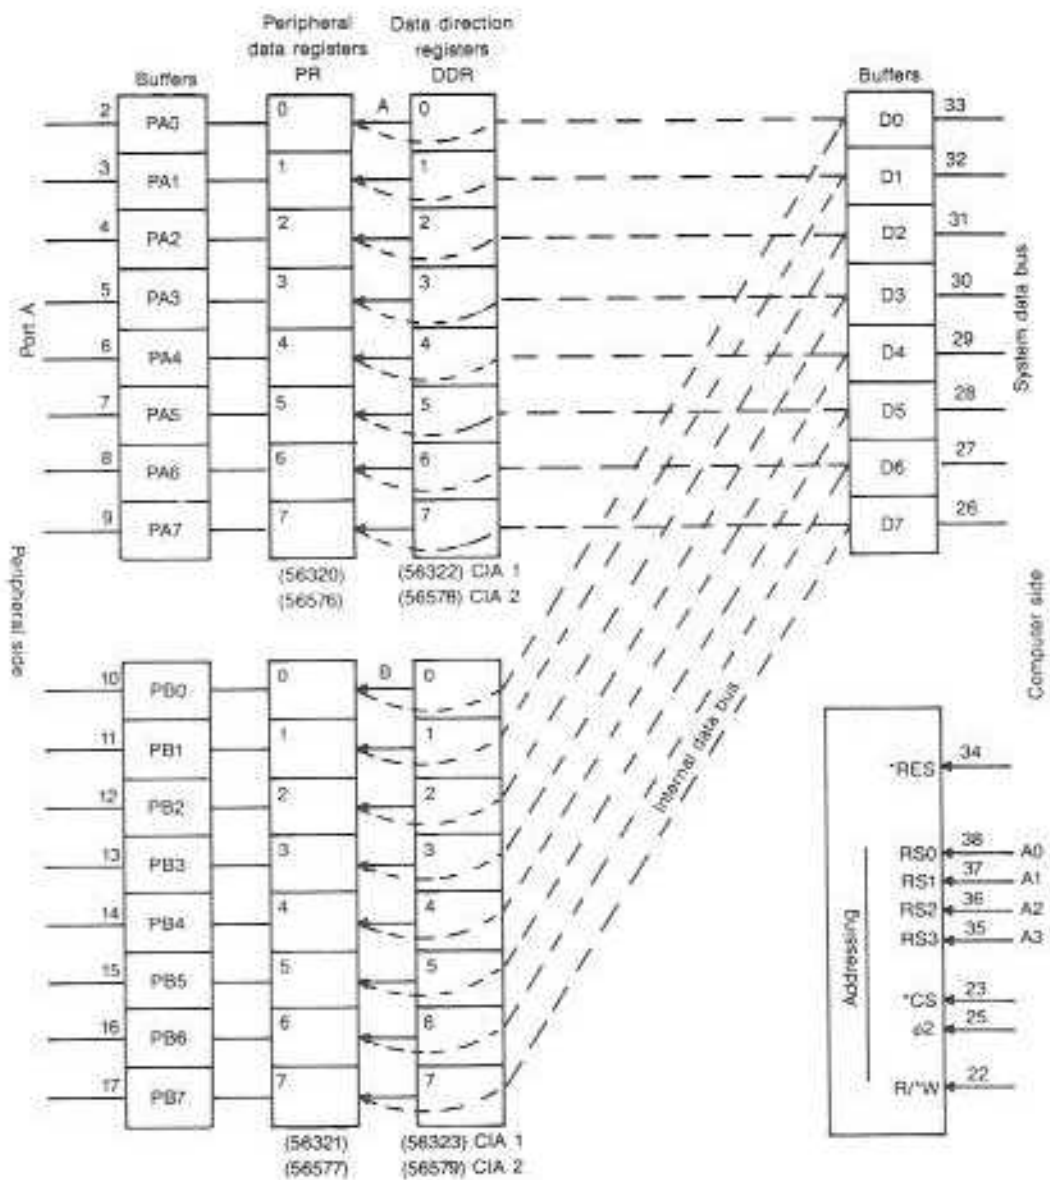 Peripheral
data registers
PR
Data direction
registers
DDR
Buffers
Buffers
Port A
Peripheral side
2 PA0 0 A 0
3 PA1 1 1
4 PA2 2 2
5 PA3 3 3
6 PA4 4 4
7 PA5 5 5
8 PA6 6 6
9 PA7 7 7
(56320) (56322) CIA 1
(56576) (56578) CIA 2
D0 33
D1 32
D2 31
D3 30
D4 29
D5 28
D6 27
D7 26
System data bus
Computer side
10 PB0 0 B 0
11 PB1 1 1
12 PB2 2 2
13 PB3 3 3
14 PB4 4 4
15 PB5 5 5
16 PB6 6 6
17 PB7 7 7
(56321) (56323) CIA 1
(56577) (56579) CIA 2
Internal data bus
Addressing
*RES 34
RS0 38 A0
RS1 37 A1
RS2 36 A2
RS3 35 A3
*CS 23
ϕ2 25
R/*W 22